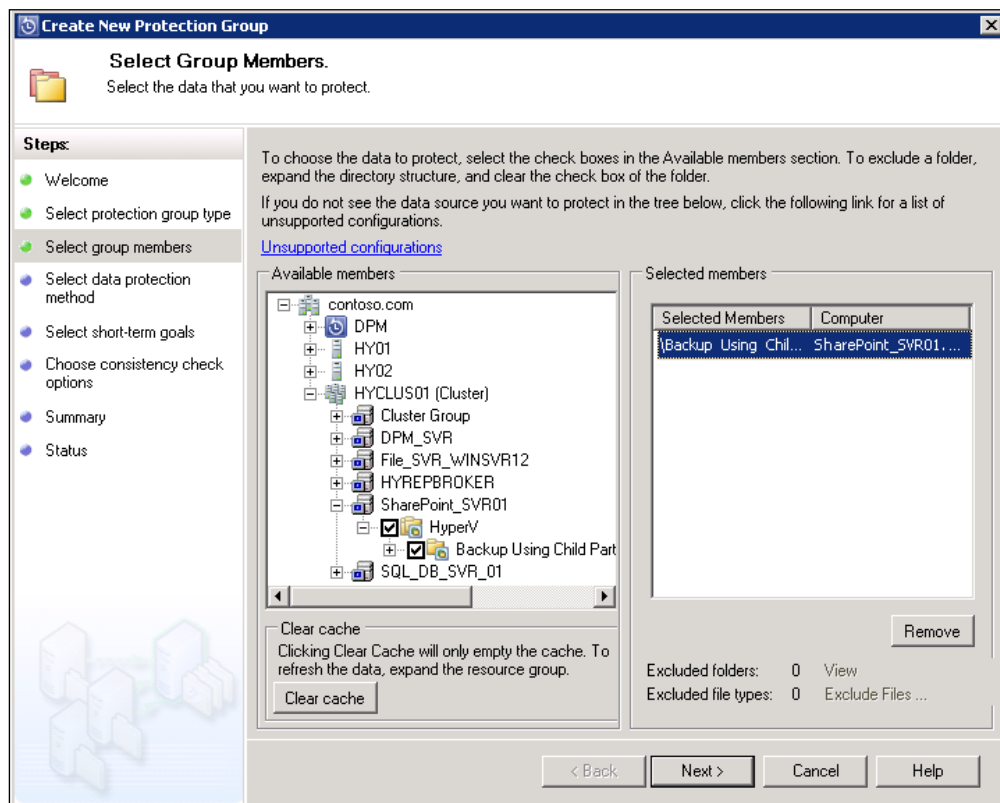 Create New Protection Group
Select Group Members.
Select the data that you want to protect.
Steps:
Welcome
Select protection group type
Select group members
Select data protection
method
Select short-term goals
Choose consistency check
options
Summary
Status
To choose the data to protect, select the check boxes in the Available members section. To exclude a folder,
expand the directory structure, and clear the check box of the folder.
If you do not see the data source you want to protect in the tree below, click the following link for a list of
unsupported configurations.
Unsupported configurations
Available members
contoso.com
DPM
HY01
HY02
HYCLUS01 (Cluster)
Cluster Group
DPM_SVR
File_SVR_WINSVR12
HYREPBROKER
SharePoint_SVR01
HyperV
Backup Using Child Part
SQL_DB_SVR_01
Clear cache
Clicking Clear Cache will only empty the cache. To
refresh the data, expand the resource group.
Clear cache
Selected members
Selected Members Computer
\Backup Using Chil... SharePoint_SVR01....
Remove
Excluded folders: 0 View
Excluded file types: 0 Exclude Files ...
< Back Next > Cancel Help